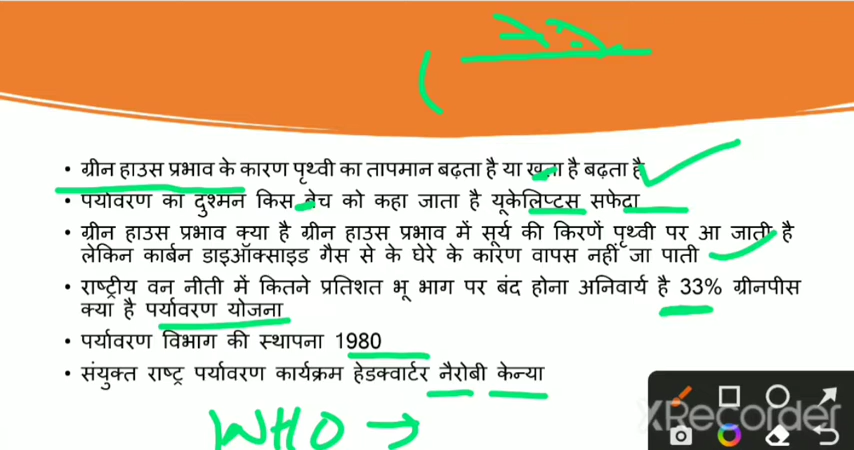 • ग्रीन हाउस प्रभाव के कारण पृथ्वी का तापमान बढ़ता है या है बढ़ता है
• पर्यावरण का दुश्मन किस बेच को कहा जाता है यूकेलिप्टस सफेदा
• ग्रीन हाउस प्रभाव क्या है ग्रीन हाउस प्रभाव में सूर्य की किरणें पृथ्वी पर आ जाती है
लेकिन कार्बन डाइऑक्साइड गैस से के घेरे के कारण वापस नहीं जा पाती
• राष्ट्रीय वन नीती में कितने प्रतिशत भू भाग पर बंद होना अनिवार्य है 33% ग्रीनपीस
क्या है पर्यावरण योजना
• पर्यावरण विभाग की स्थापना 1980
• संयुक्त राष्ट्र पर्यावरण कार्यक्रम हेडक्वार्टर नैरोबी केन्या
WHO →
XRecorder